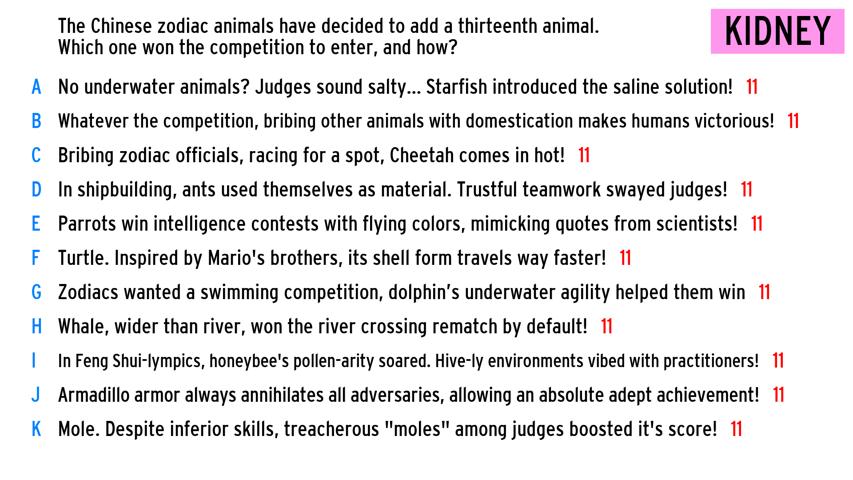 The Chinese zodiac animals have decided to add a thirteenth animal.
Which one won the competition to enter, and how?
KIDNEY
A No underwater animals? Judges sound salty... Starfish introduced the saline solution! 11
B Whatever the competition, bribing other animals with domestication makes humans victorious! 11
C Bribing zodiac officials, racing for a spot, Cheetah comes in hot! 11
D In shipbuilding, ants used themselves as material. Trustful teamwork swayed judges! 11
E Parrots win intelligence contests with flying colors, mimicking quotes from scientists! 11
F Turtle. Inspired by Mario's brothers, its shell form travels way faster! 11
G Zodiacs wanted a swimming competition, dolphin’s underwater agility helped them win 11
H Whale, wider than river, won the river crossing rematch by default! 11
I In Feng Shui-lympics, honeybee's pollen-arity soared. Hive-ly environments vibed with practitioners! 11
J Armadillo armor always annihilates all adversaries, allowing an absolute adept achievement! 11
K Mole. Despite inferior skills, treacherous "moles" among judges boosted it's score! 11